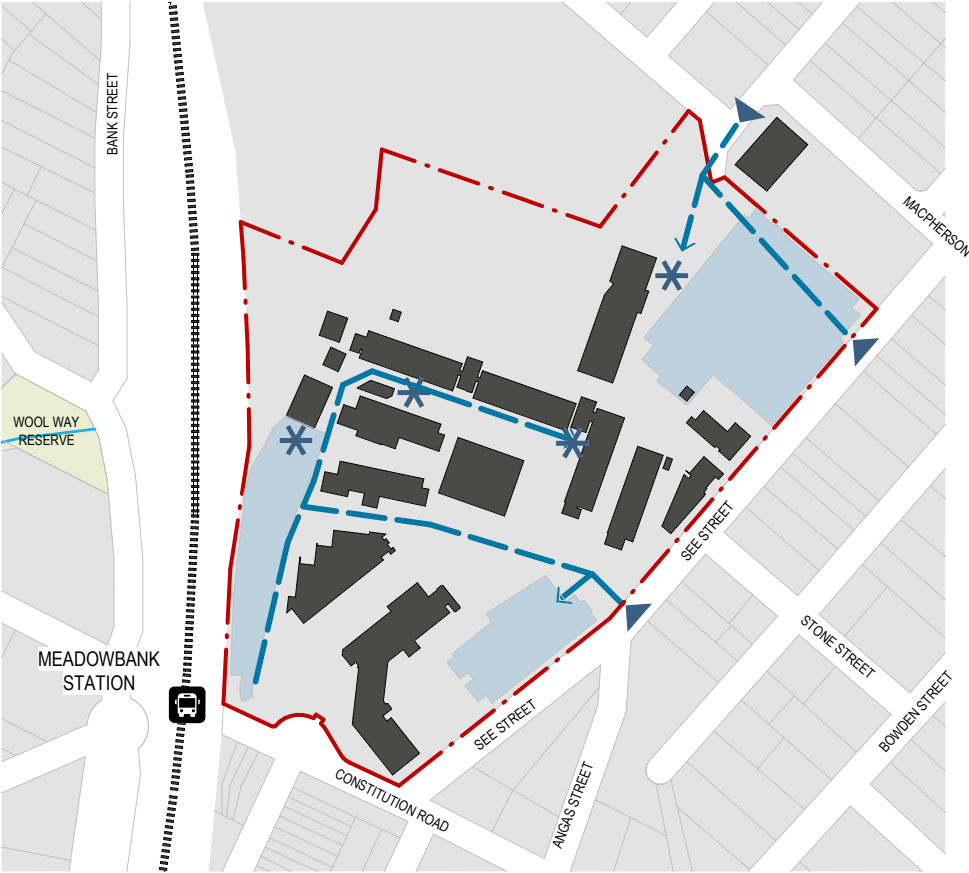 BANK STREET
MACPHERSON
WOOL WAY
RESERVE
SEE STREET
STONE STREET
MEADOWBANK
STATION
BOWDEN STREET
SEE STREET
CONSTITUTION ROAD
ANGAS STREET